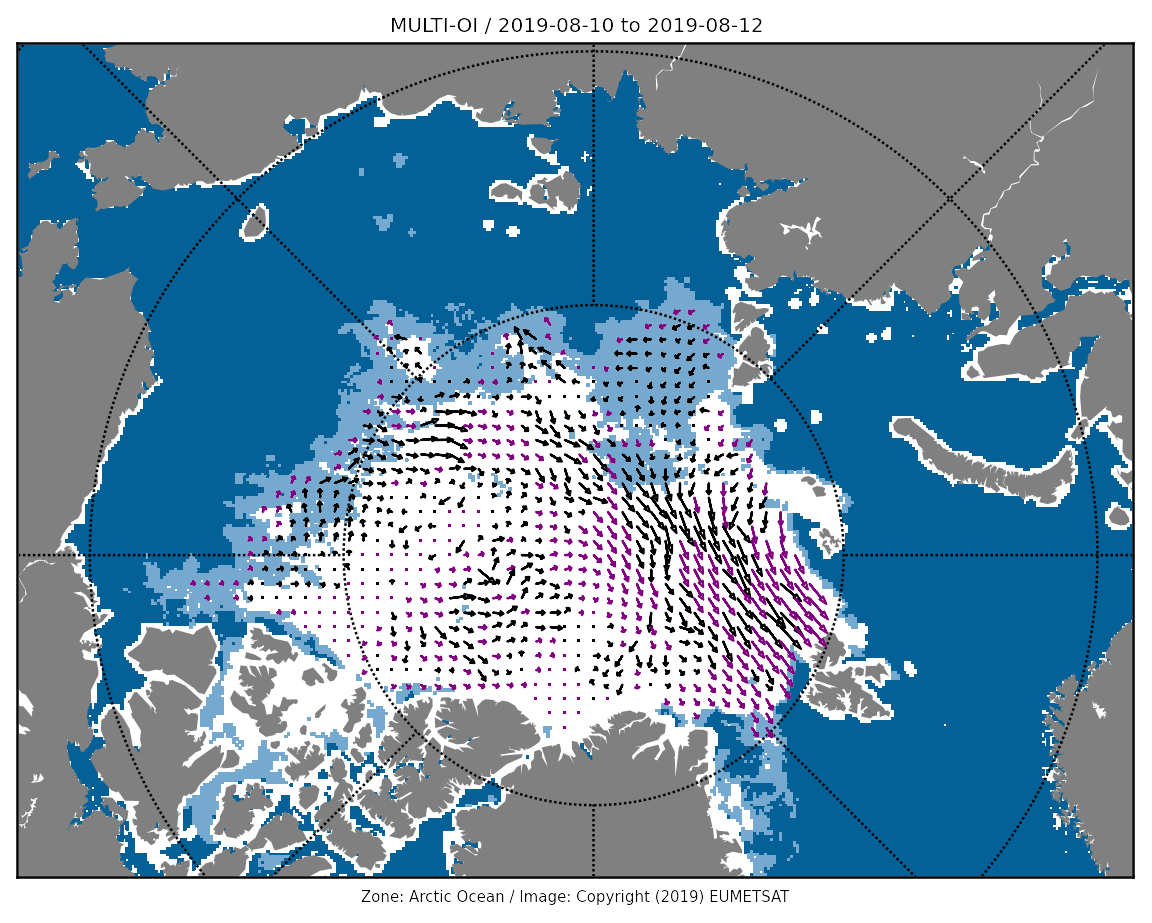 MULTI-OI / 2019-08-10 to 2019-08-12
Zone: Arctic Ocean / Image: Copyright (2019) EUMETSAT